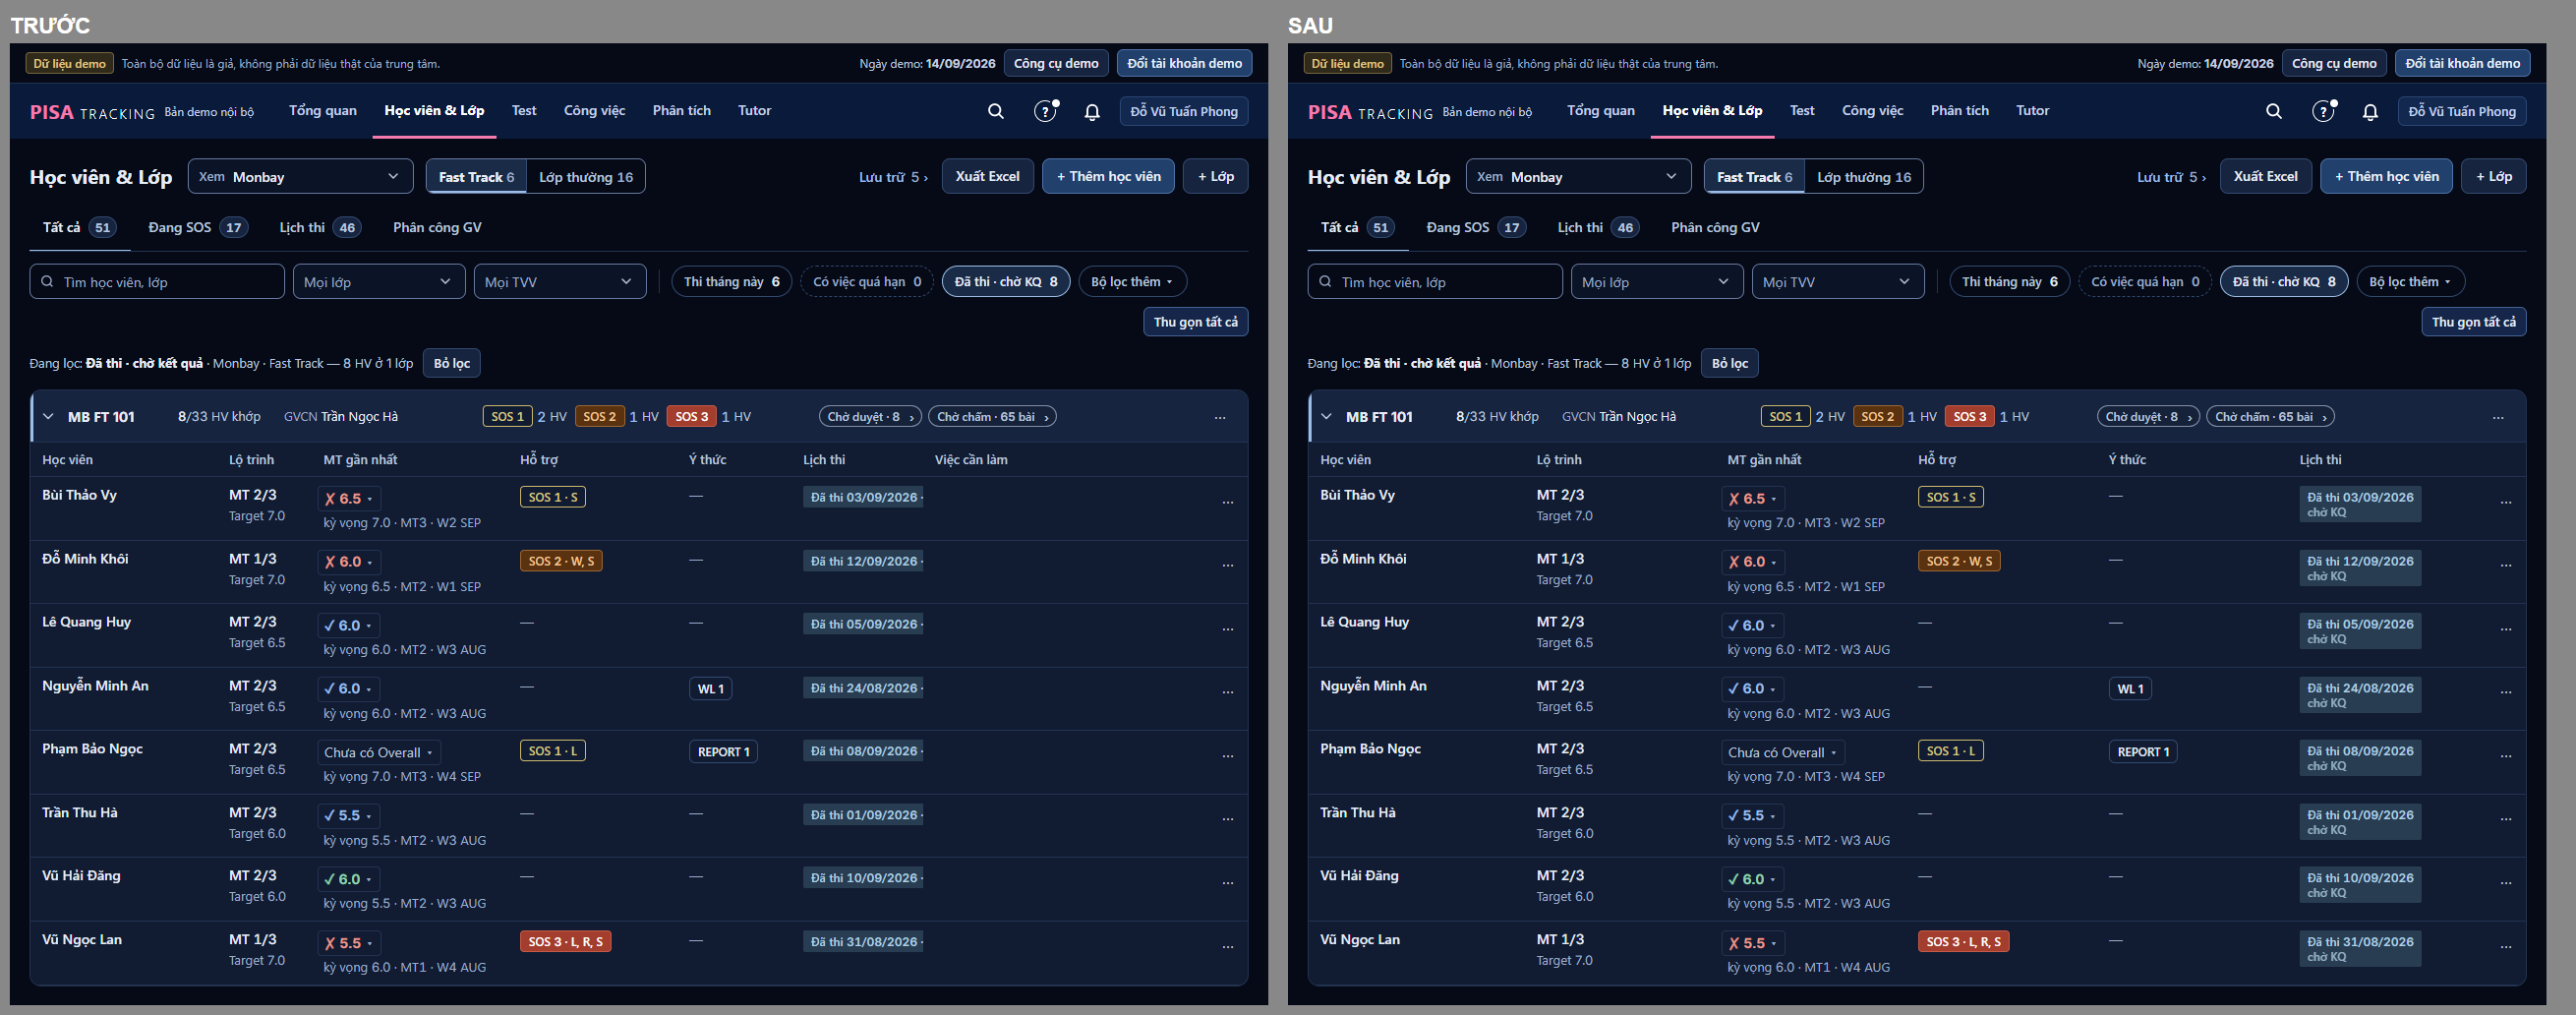 TRƯỚC
Dữ liệu demo Toàn bộ dữ liệu là giả, không phải dữ liệu thật của trung tâm. Ngày demo: 14/09/2026 Công cụ demo Đổi tài khoản demo
PISA TRACKING Bản demo nội bộ Tổng quan Học viên & Lớp Test Công việc Phân tích Tutor ? Đỗ Vũ Tuấn Phong
Học viên & Lớp Xem Monbay Fast Track 6 Lớp thường 16 Lưu trữ 5 › Xuất Excel + Thêm học viên + Lớp
Tất cả 51 Đang SOS 17 Lịch thi 46 Phân công GV
Tìm học viên, lớp Mọi lớp Mọi TVV Thi tháng này 6 Có việc quá hạn 0 Đã thi · chờ KQ 8 Bộ lọc thêm
Thu gọn tất cả
Đang lọc: Đã thi · chờ kết quả · Monbay · Fast Track — 8 HV ở 1 lớp Bỏ lọc
MB FT 101 8/33 HV khớp GVCN Trần Ngọc Hà SOS 1 2 HV SOS 2 1 HV SOS 3 1 HV Chờ duyệt · 8 › Chờ chấm · 65 bài › ...
Học viên Lộ trình MT gần nhất Hỗ trợ Ý thức Lịch thi Việc cần làm
Bùi Thảo Vy MT 2/3 ✗ 6.5 SOS 1 · S — Đã thi 03/09/2026 · ...
Target 7.0 kỳ vọng 7.0 · MT3 · W2 SEP
Đỗ Minh Khôi MT 1/3 ✗ 6.0 SOS 2 · W, S — Đã thi 12/09/2026 · ...
Target 7.0 kỳ vọng 6.5 · MT2 · W1 SEP
Lê Quang Huy MT 2/3 ✓ 6.0 — — Đã thi 05/09/2026 · ...
Target 6.5 kỳ vọng 6.0 · MT2 · W3 AUG
Nguyễn Minh An MT 2/3 ✓ 6.0 — WL 1 Đã thi 24/08/2026 · ...
Target 6.5 kỳ vọng 6.0 · MT2 · W3 AUG
Phạm Bảo Ngọc MT 2/3 Chưa có Overall SOS 1 · L REPORT 1 Đã thi 08/09/2026 · ...
Target 6.5 kỳ vọng 7.0 · MT3 · W4 SEP
Trần Thu Hà MT 2/3 ✓ 5.5 — — Đã thi 01/09/2026 · ...
Target 6.0 kỳ vọng 5.5 · MT2 · W3 AUG
Vũ Hải Đăng MT 2/3 ✓ 6.0 — — Đã thi 10/09/2026 · ...
Target 6.0 kỳ vọng 5.5 · MT2 · W3 AUG
Vũ Ngọc Lan MT 1/3 ✗ 5.5 SOS 3 · L, R, S — Đã thi 31/08/2026 · ...
Target 7.0 kỳ vọng 6.0 · MT1 · W4 AUG
SAU
Dữ liệu demo Toàn bộ dữ liệu là giả, không phải dữ liệu thật của trung tâm. Ngày demo: 14/09/2026 Công cụ demo Đổi tài khoản demo
PISA TRACKING Bản demo nội bộ Tổng quan Học viên & Lớp Test Công việc Phân tích Tutor ? Đỗ Vũ Tuấn Phong
Học viên & Lớp Xem Monbay Fast Track 6 Lớp thường 16 Lưu trữ 5 › Xuất Excel + Thêm học viên + Lớp
Tất cả 51 Đang SOS 17 Lịch thi 46 Phân công GV
Tìm học viên, lớp Mọi lớp Mọi TVV Thi tháng này 6 Có việc quá hạn 0 Đã thi · chờ KQ 8 Bộ lọc thêm
Thu gọn tất cả
Đang lọc: Đã thi · chờ kết quả · Monbay · Fast Track — 8 HV ở 1 lớp Bỏ lọc
MB FT 101 8/33 HV khớp GVCN Trần Ngọc Hà SOS 1 2 HV SOS 2 1 HV SOS 3 1 HV Chờ duyệt · 8 › Chờ chấm · 65 bài › ...
Học viên Lộ trình MT gần nhất Hỗ trợ Ý thức Lịch thi
Bùi Thảo Vy MT 2/3 ✗ 6.5 SOS 1 · S — Đã thi 03/09/2026 ...
Target 7.0 kỳ vọng 7.0 · MT3 · W2 SEP chờ KQ
Đỗ Minh Khôi MT 1/3 ✗ 6.0 SOS 2 · W, S — Đã thi 12/09/2026 ...
Target 7.0 kỳ vọng 6.5 · MT2 · W1 SEP chờ KQ
Lê Quang Huy MT 2/3 ✓ 6.0 — — Đã thi 05/09/2026 ...
Target 6.5 kỳ vọng 6.0 · MT2 · W3 AUG chờ KQ
Nguyễn Minh An MT 2/3 ✓ 6.0 — WL 1 Đã thi 24/08/2026 ...
Target 6.5 kỳ vọng 6.0 · MT2 · W3 AUG chờ KQ
Phạm Bảo Ngọc MT 2/3 Chưa có Overall SOS 1 · L REPORT 1 Đã thi 08/09/2026 ...
Target 6.5 kỳ vọng 7.0 · MT3 · W4 SEP chờ KQ
Trần Thu Hà MT 2/3 ✓ 5.5 — — Đã thi 01/09/2026 ...
Target 6.0 kỳ vọng 5.5 · MT2 · W3 AUG chờ KQ
Vũ Hải Đăng MT 2/3 ✓ 6.0 — — Đã thi 10/09/2026 ...
Target 6.0 kỳ vọng 5.5 · MT2 · W3 AUG chờ KQ
Vũ Ngọc Lan MT 1/3 ✗ 5.5 SOS 3 · L, R, S — Đã thi 31/08/2026 ...
Target 7.0 kỳ vọng 6.0 · MT1 · W4 AUG chờ KQ